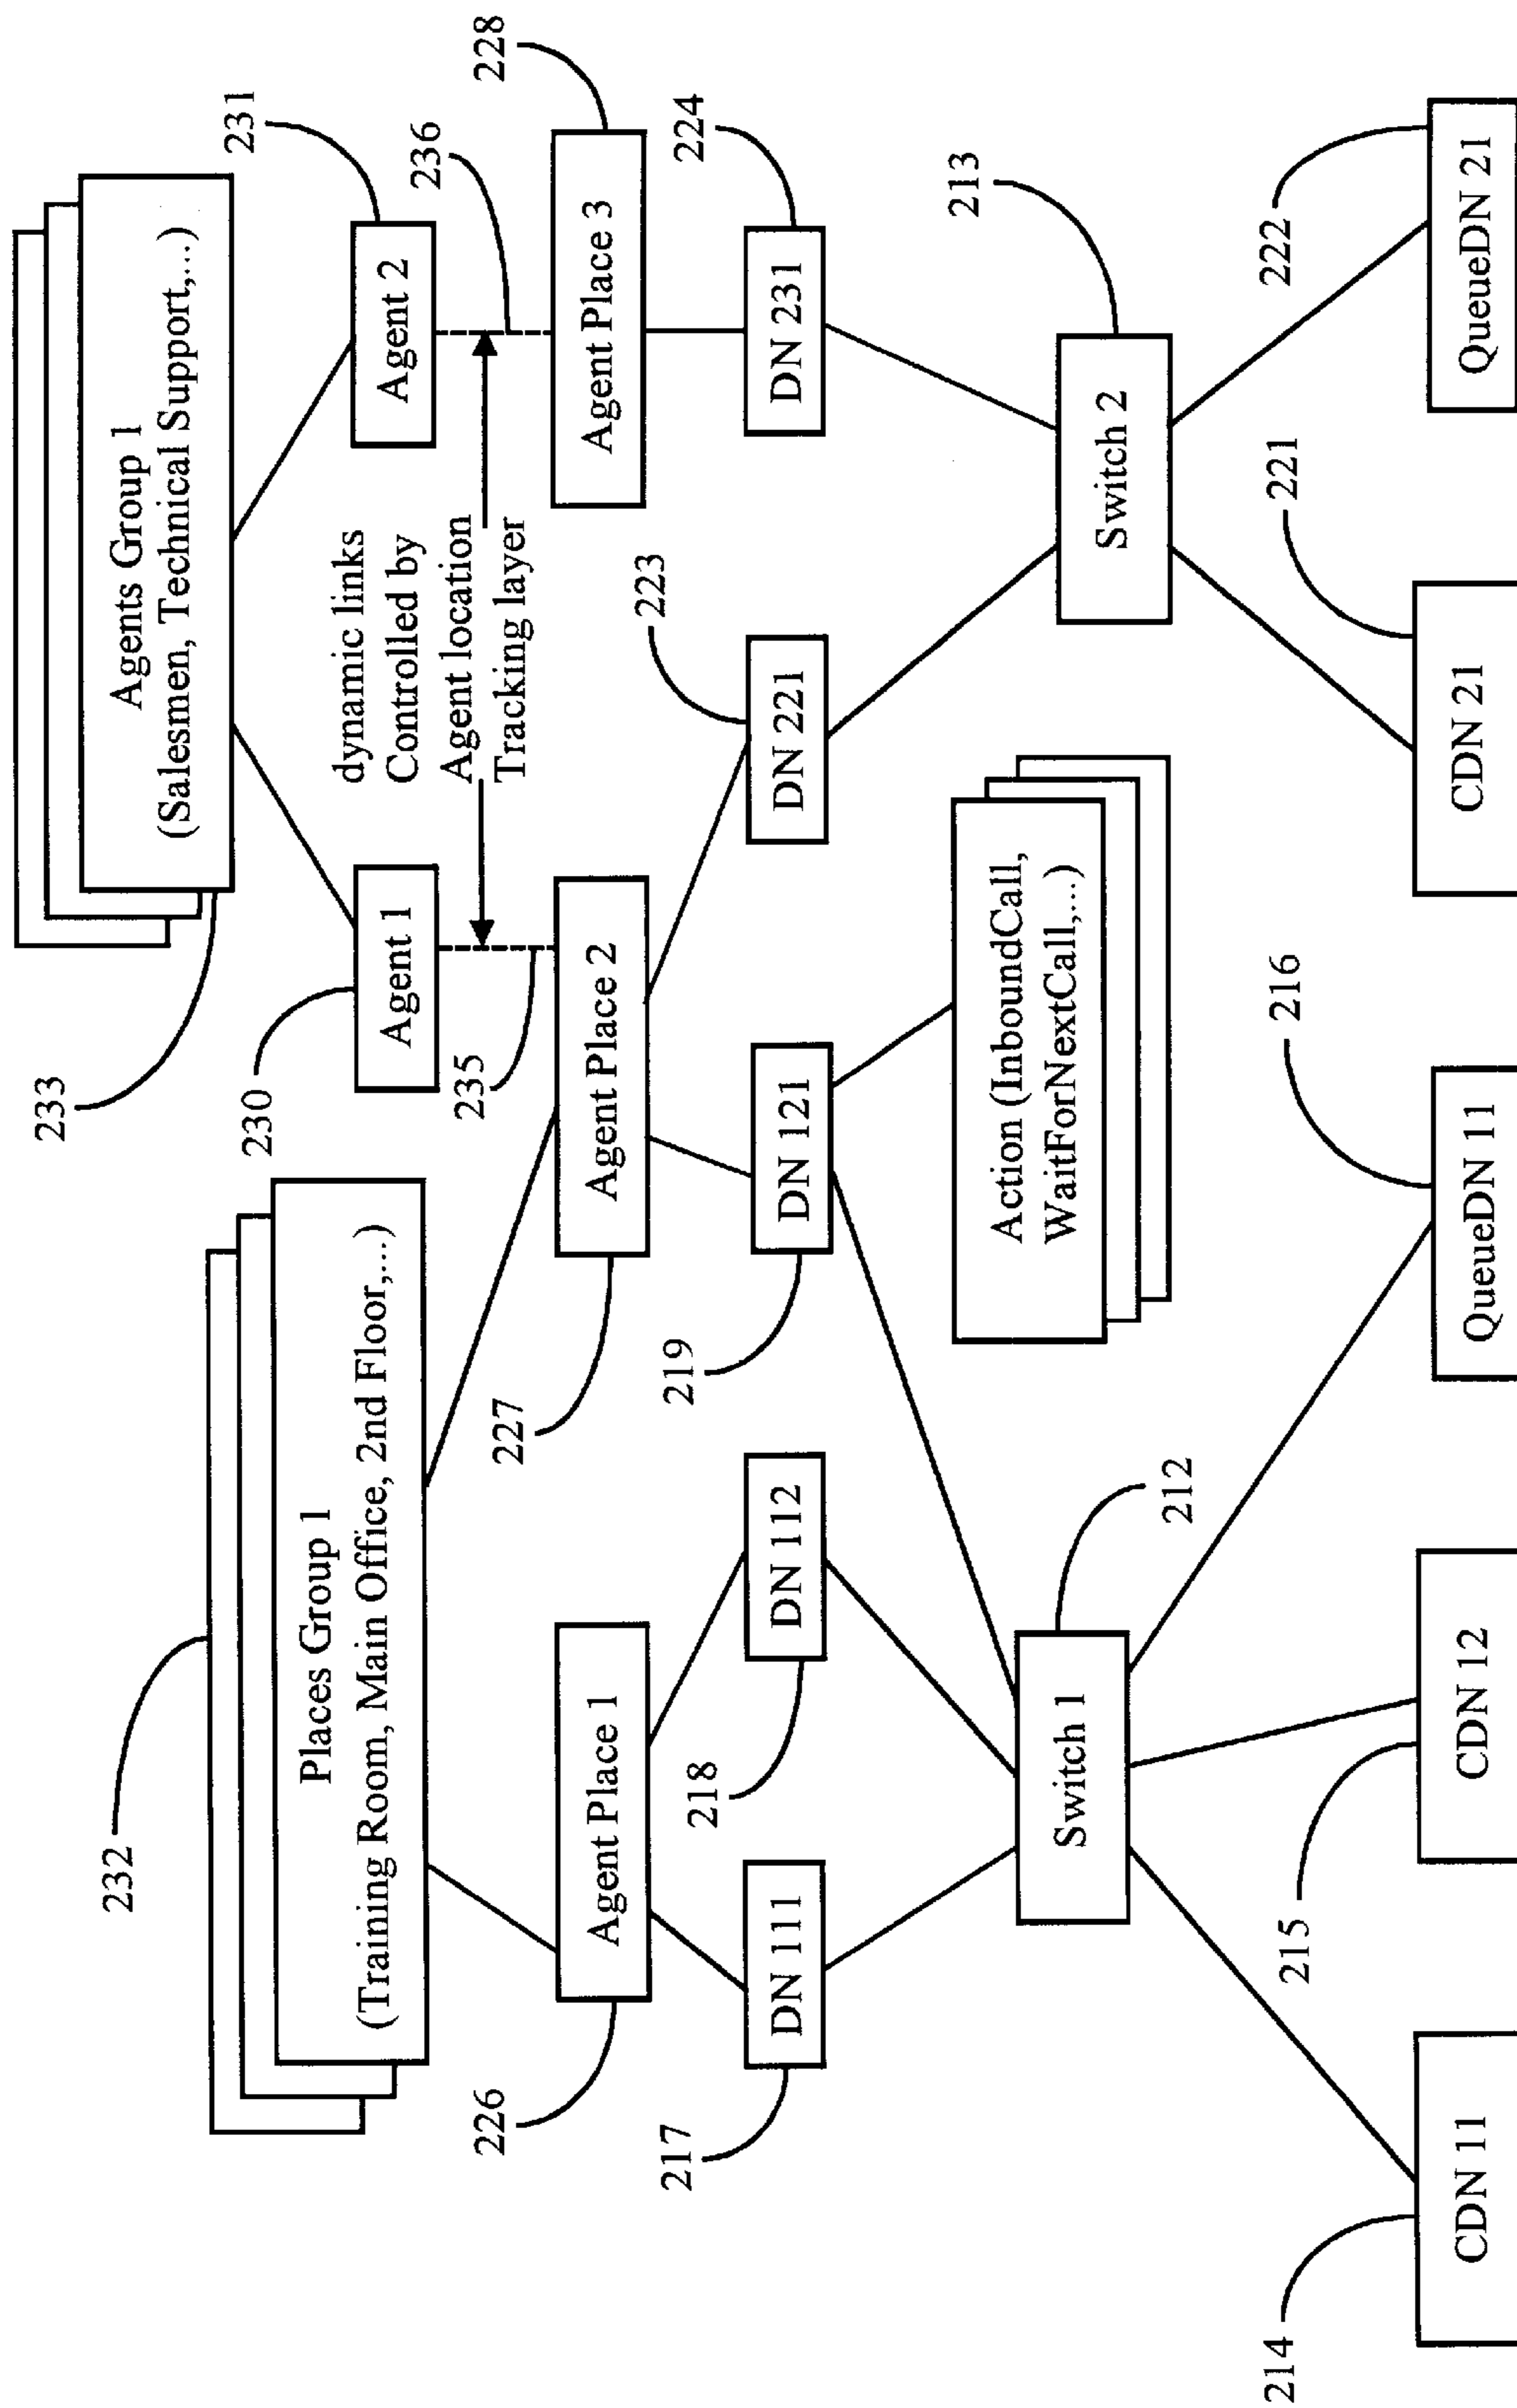 Agents Group 1
(Salesmen, Technical Support,...)
233
232
Places Group 1
(Training Room, Main Office, 2nd Floor,...)
231
230
Agent 1
Agent 2
dynamic links
Controlled by
Agent location
Tracking layer
235
236
226
227
228
Agent Place 1
Agent Place 2
Agent Place 3
217
218
219
223
224
DN 111
DN 112
DN 121
DN 221
DN 231
Action (InboundCall,
WaitForNextCall,...)
213
Switch 1
212
Switch 2
214
215
216
221
222
CDN 11
CDN 12
QueueDN 11
CDN 21
QueueDN 21